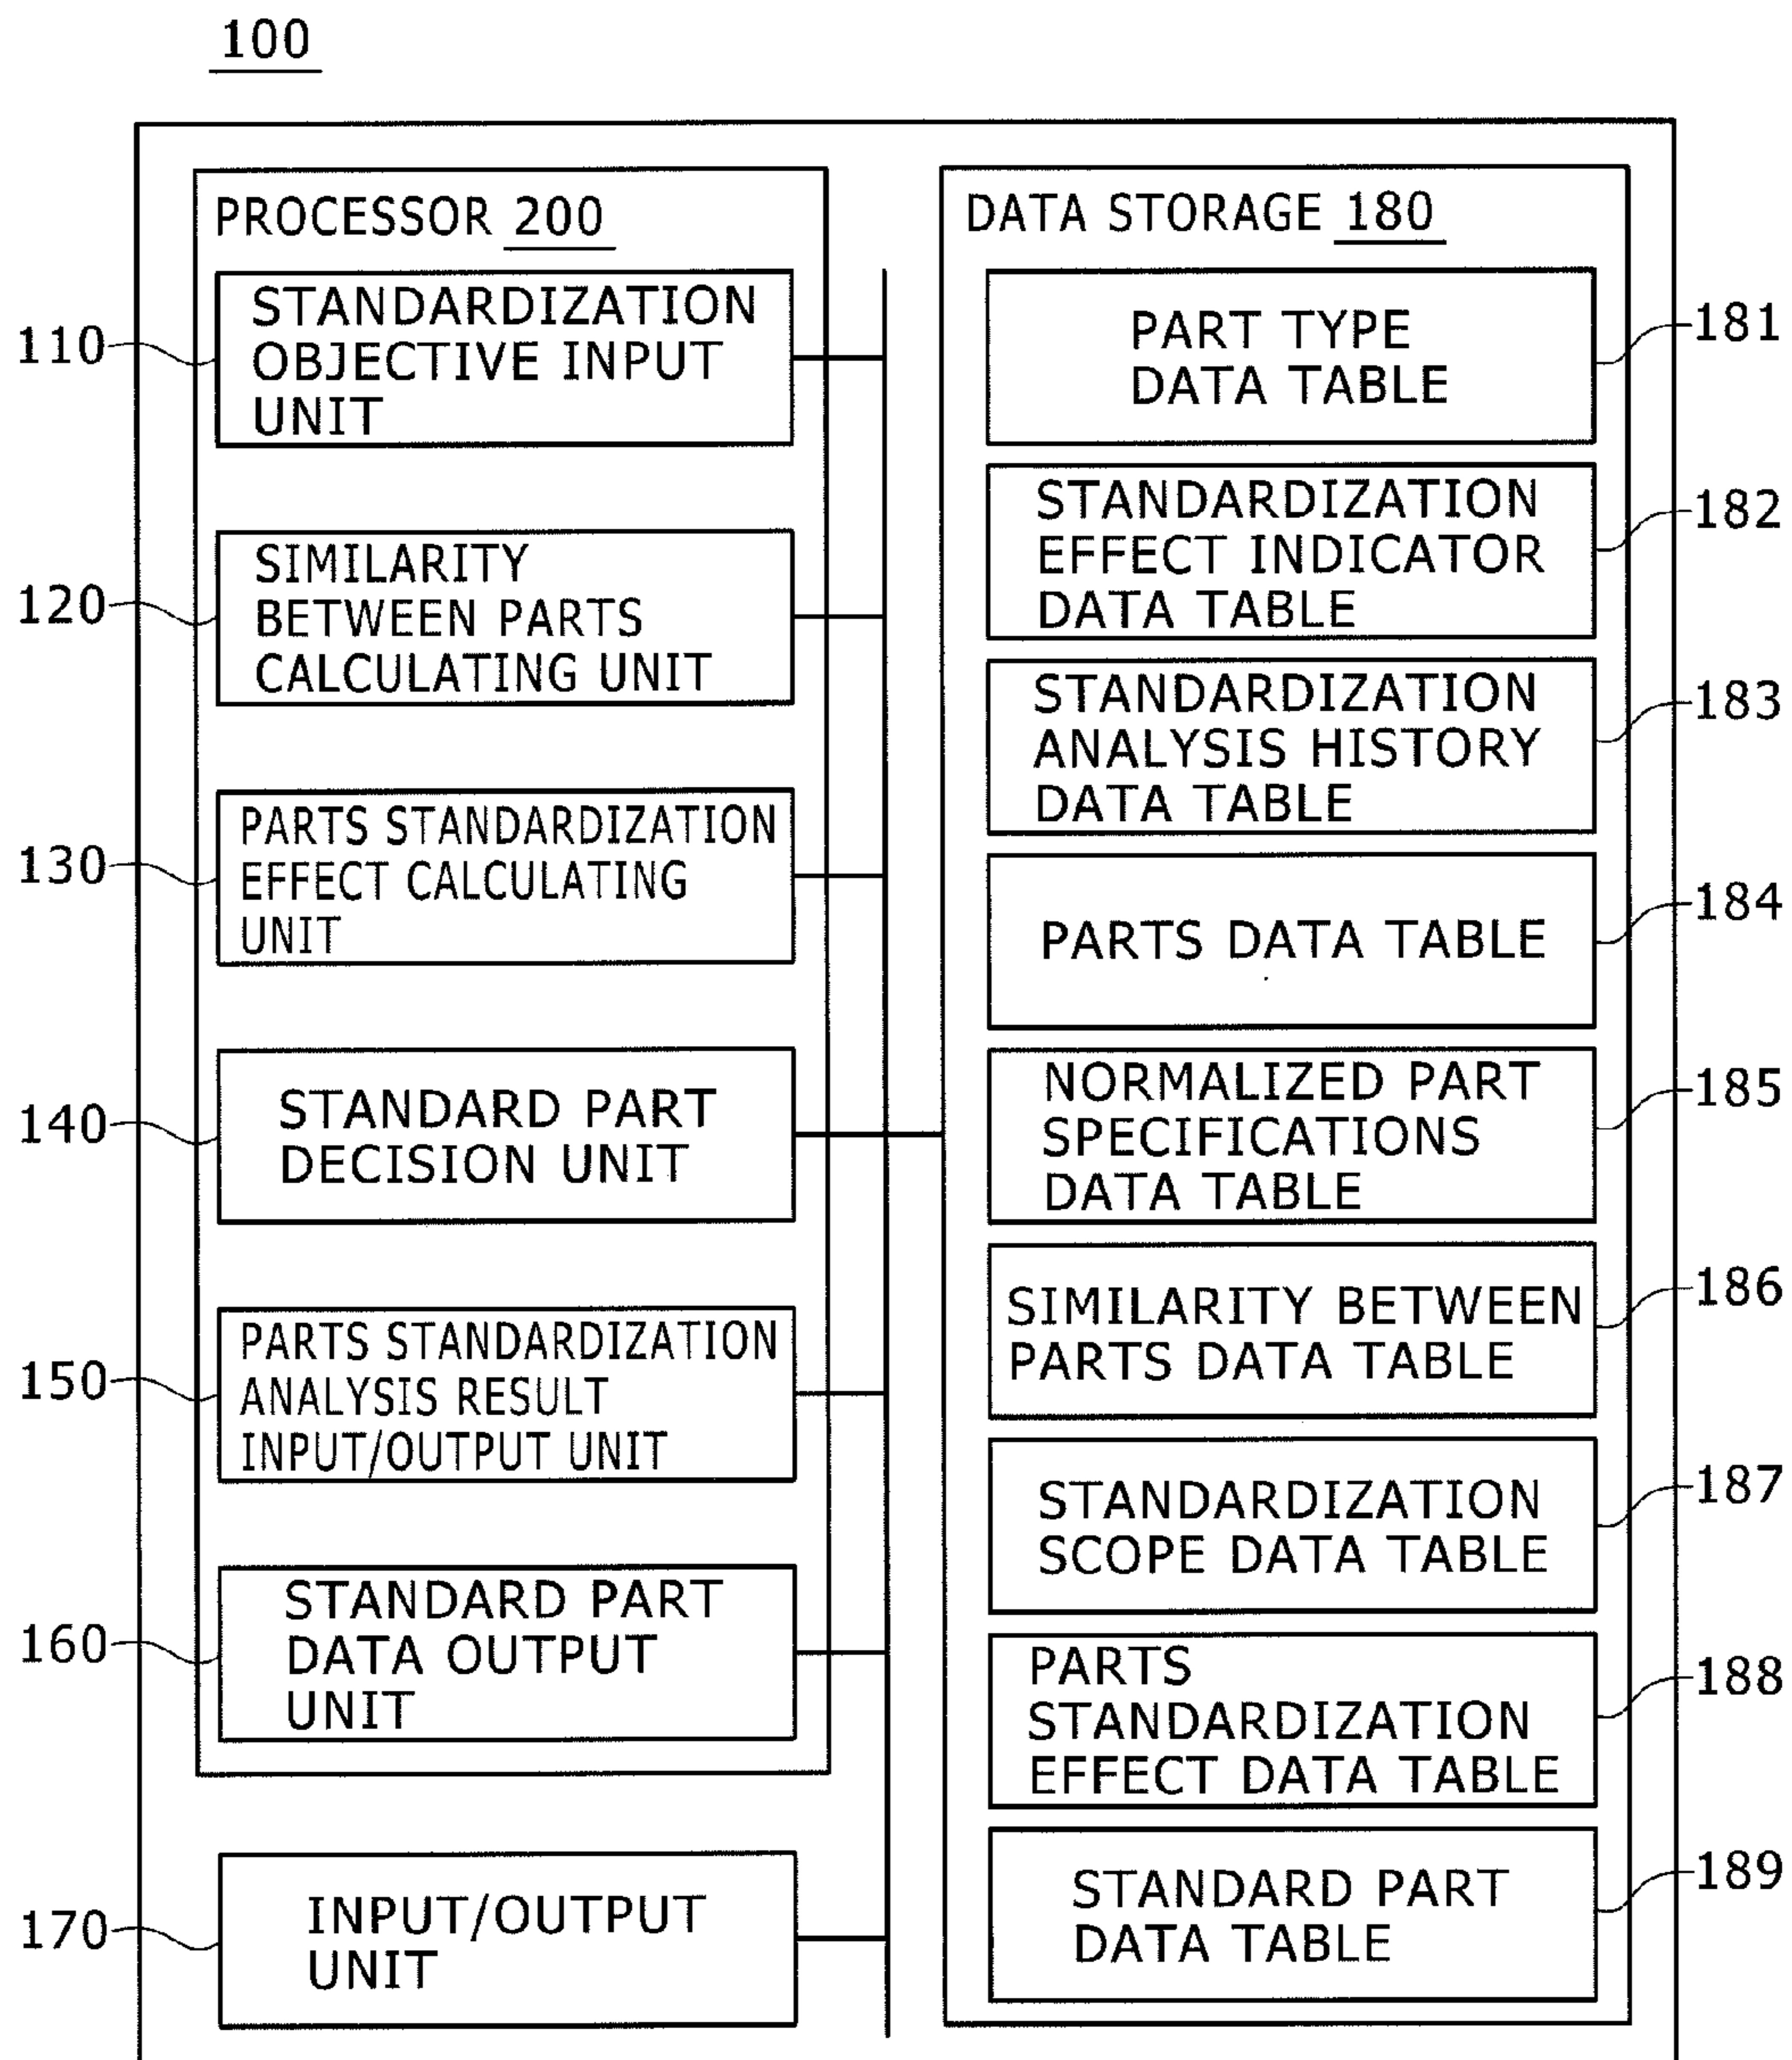 100
PROCESSOR 200
110
STANDARDIZATION
OBJECTIVE INPUT
UNIT
120
SIMILARITY
BETWEEN PARTS
CALCULATING UNIT
130
PARTS STANDARDIZATION
EFFECT CALCULATING
UNIT
140
STANDARD PART
DECISION UNIT
150
PARTS STANDARDIZATION
ANALYSIS RESULT
INPUT/OUTPUT UNIT
160
STANDARD PART
DATA OUTPUT
UNIT
170
INPUT/OUTPUT
UNIT
DATA STORAGE 180
PART TYPE
DATA TABLE
181
STANDARDIZATION
EFFECT INDICATOR
DATA TABLE
182
STANDARDIZATION
ANALYSIS HISTORY
DATA TABLE
183
PARTS DATA TABLE
184
NORMALIZED PART
SPECIFICATIONS
DATA TABLE
185
SIMILARITY BETWEEN
PARTS DATA TABLE
186
STANDARDIZATION
SCOPE DATA TABLE
187
PARTS
STANDARDIZATION
EFFECT DATA TABLE
188
STANDARD PART
DATA TABLE
189